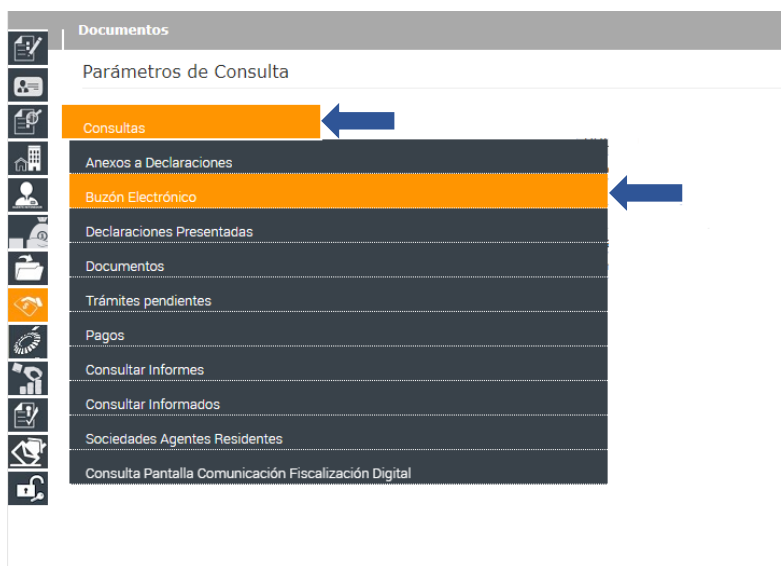 Documentos
Parámetros de Consulta
Consultas
Anexos a Declaraciones
Buzón Electrónico
Declaraciones Presentadas
Documentos
Trámites pendientes
Pagos
Consultar Informes
Consultar Informados
Sociedades Agentes Residentes
Consulta Pantalla Comunicación Fiscalización Digital